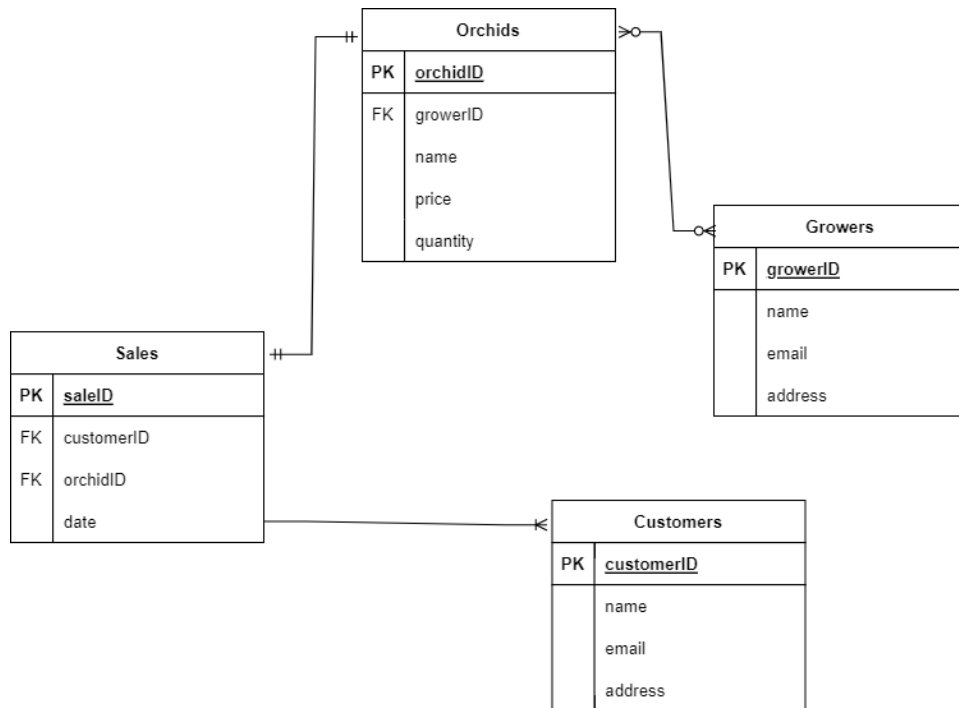 Orchids
PK orchidID
FK growerID
name
price
quantity
Growers
PK growerID
name
email
address
Sales
PK saleID
FK customerID
FK orchidID
date
Customers
PK customerID
name
email
address